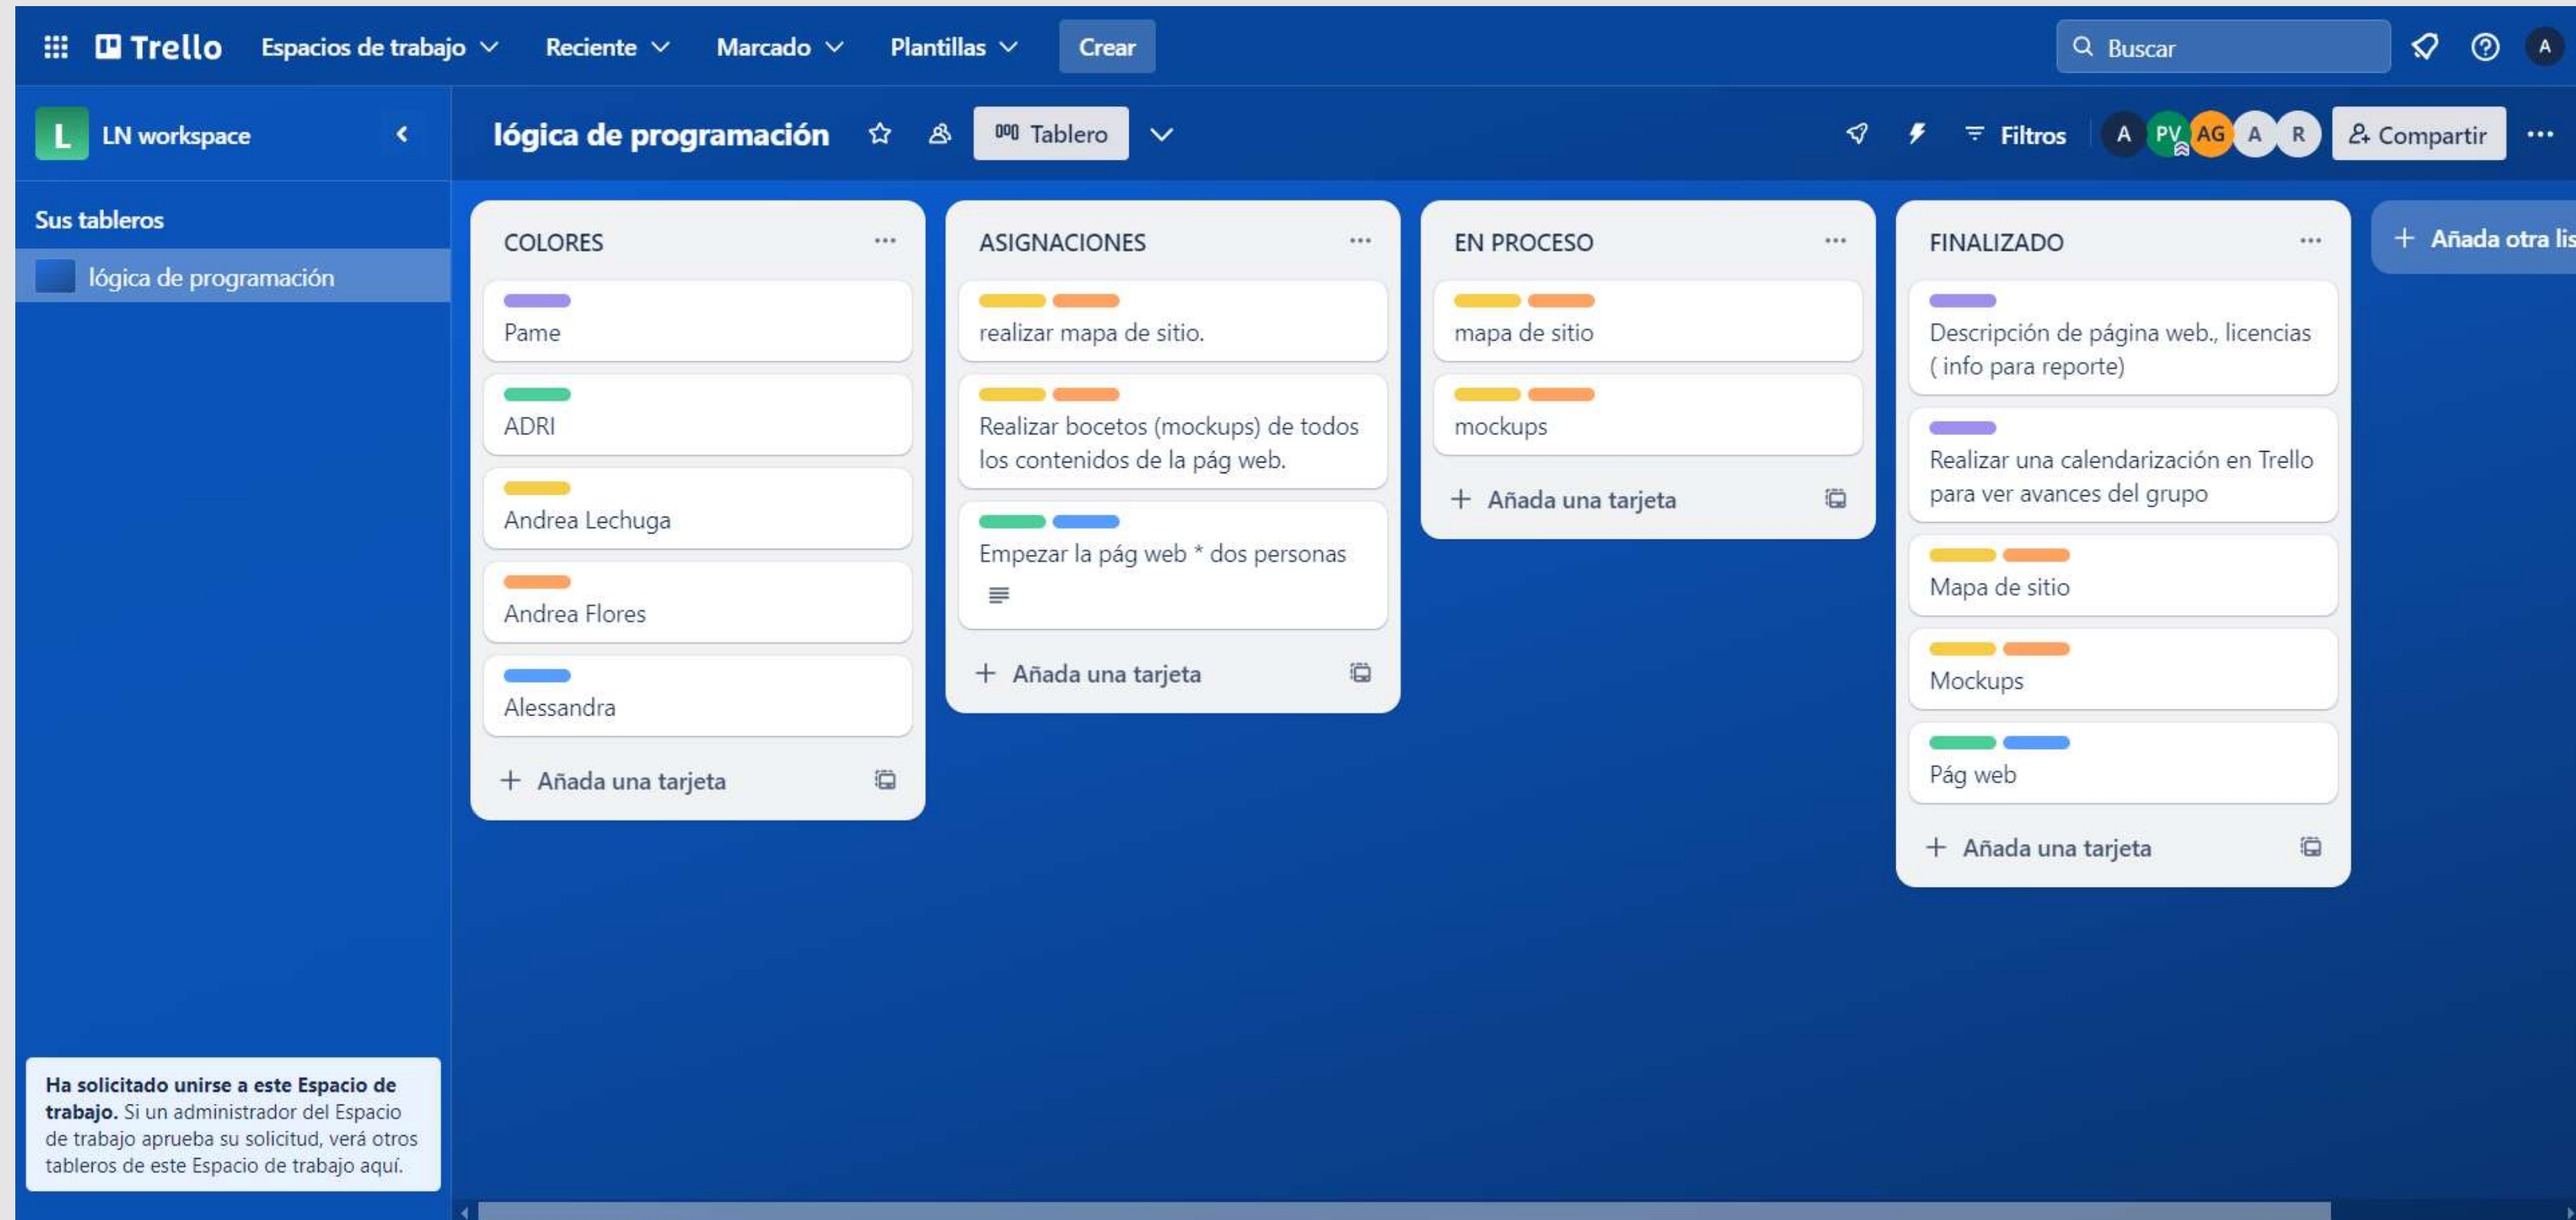 Trello Espacios de trabajo Reciente Marcado Plantillas Crear Buscar A
L LN workspace lógica de programación Tablero Filtros A PV AG A R Compartir
Sus tableros
lógica de programación
COLORES
Pame
ADRI
Andrea Lechuga
Andrea Flores
Alessandra
+ Añada una tarjeta
ASIGNACIONES
realizar mapa de sitio.
Realizar bocetos (mockups) de todos
los contenidos de la pág web.
Empezar la pág web * dos personas
+ Añada una tarjeta
EN PROCESO
mapa de sitio
mockups
+ Añada una tarjeta
FINALIZADO
Descripción de página web., licencias
( info para reporte)
Realizar una calendarización en Trello
para ver avances del grupo
Mapa de sitio
Mockups
Pág web
+ Añada una tarjeta
+ Añada otra lis
Ha solicitado unirse a este Espacio de
trabajo. Si un administrador del Espacio
de trabajo aprueba su solicitud, verá otros
tableros de este Espacio de trabajo aquí.